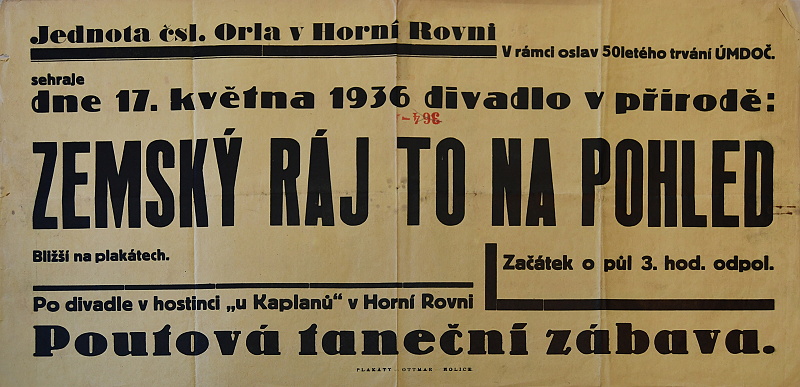 Jednota čsl. Orla v Horní Rovni
V rámci oslav 50letého trvání ÚMDOČ.
sehraje
dne 17. května 1936 divadlo v přírodě:
ZEMSKÝ RÁJ TO NA POHLED
Bližší na plakátech.
Začátek o půl 3. hod. odpol.
Po divadle v hostinci „u Kaplanů“ v Horní Rovni
Pouťová taneční zábava.
PLAKÁTY - OTTMAR - HOLICE